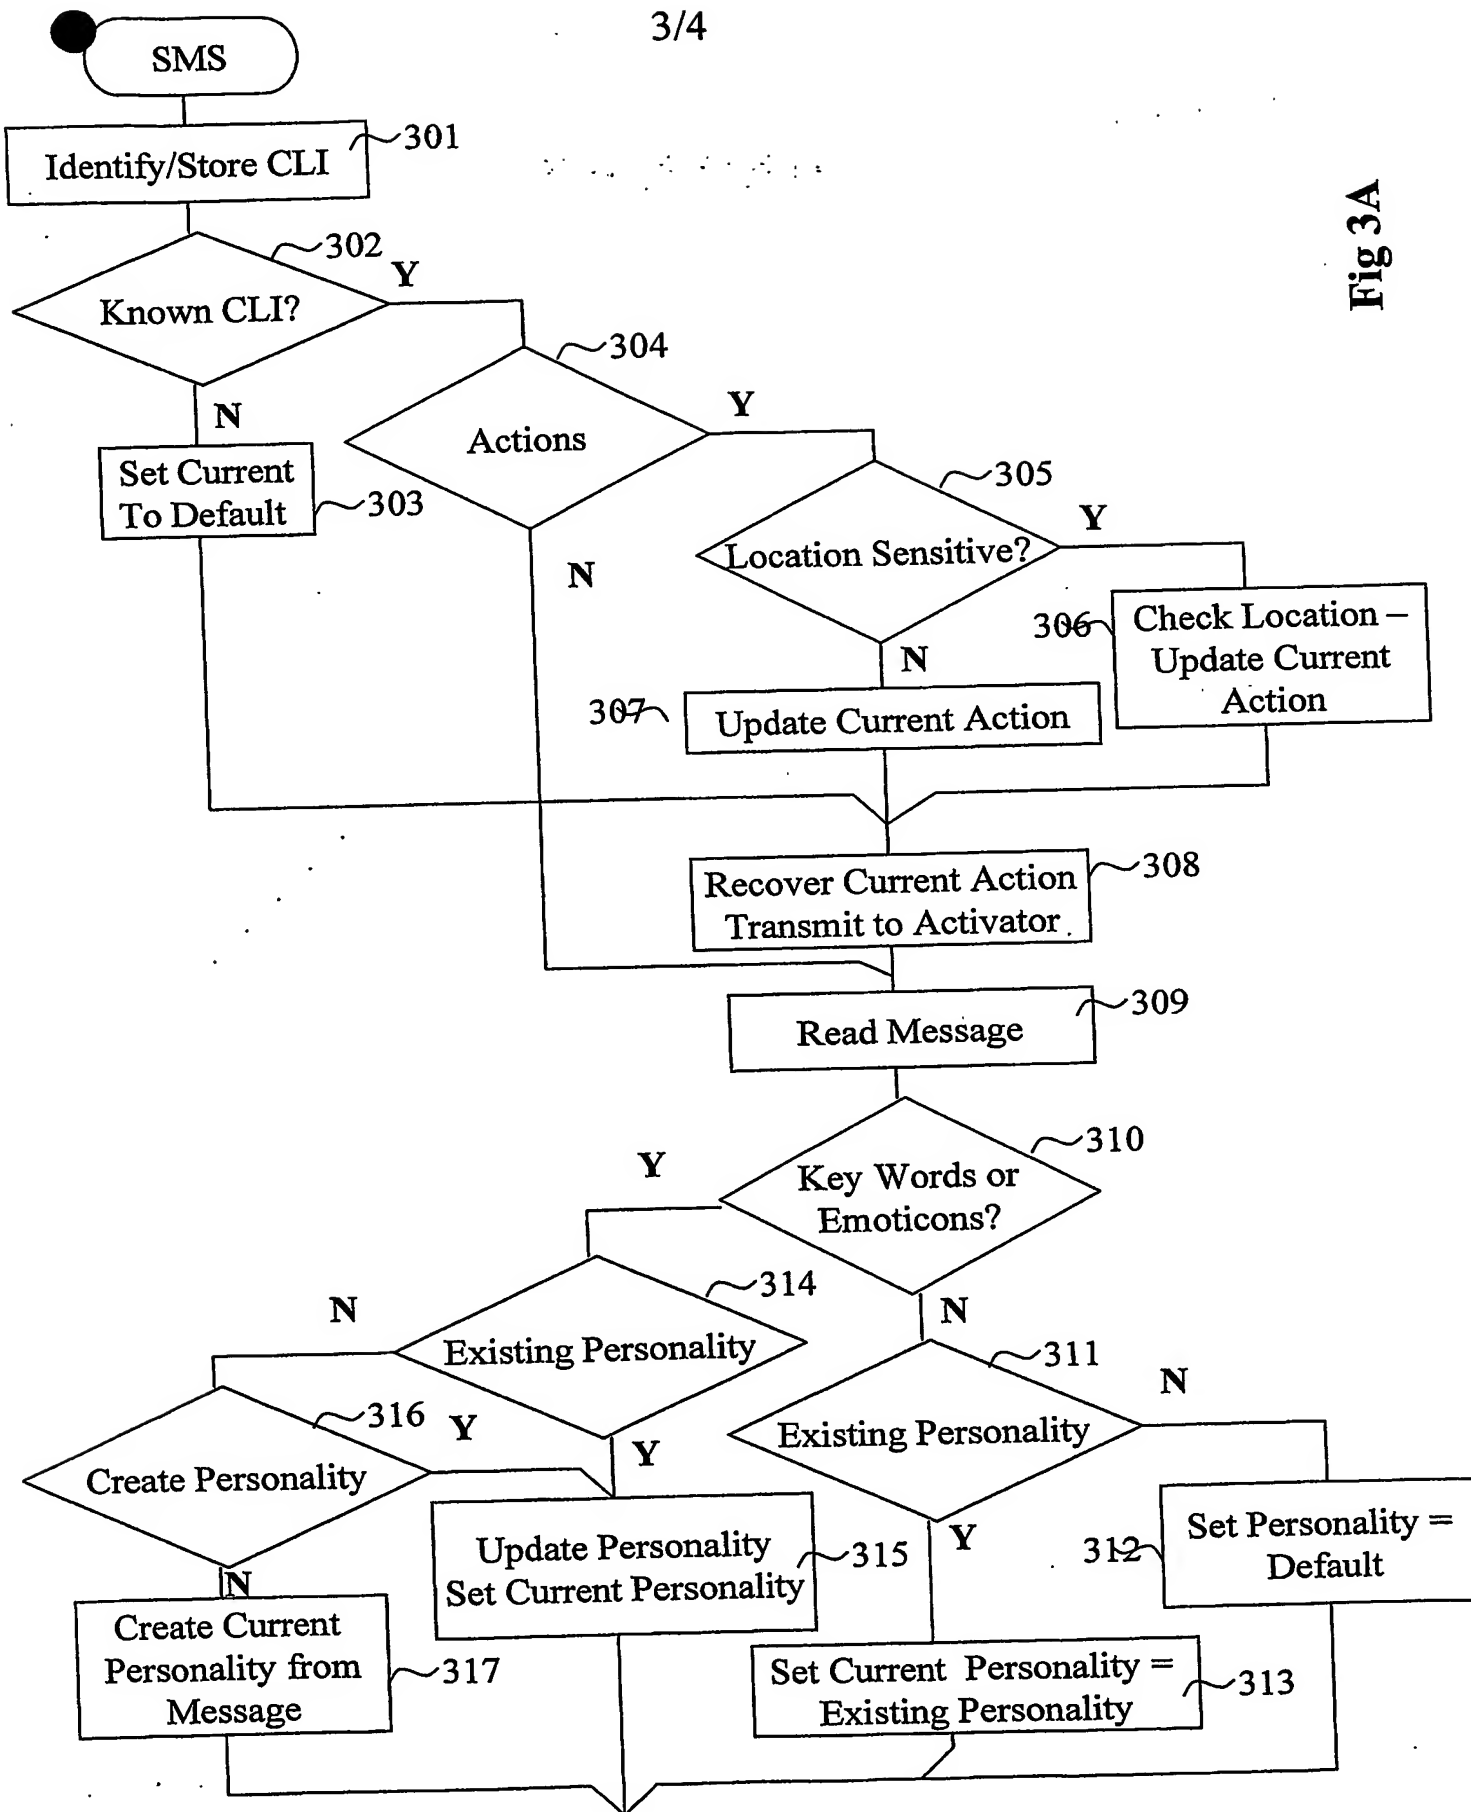 3/4
SMS
301
Identify/Store CLI
Fig 3A
302
Y
Known CLI?
304
N
Y
Actions
Set Current
To Default
303
305
Y
Location Sensitive?
N
306
Check Location –
Update Current
Action
N
307
Update Current Action
308
Recover Current Action
Transmit to Activator
309
Read Message
310
Y
Key Words or
Emoticons?
314
N
N
Existing Personality
311
N
316
Y
Existing Personality
Y
Create Personality
Y
312
Set Personality =
Default
Update Personality
Set Current Personality
315
N
Create Current
Personality from
Message
317
Set Current Personality =
Existing Personality
313